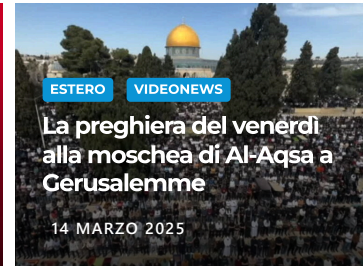 ESTERO VIDEONEWS
La preghiera del venerdì
alla moschea di Al-Aqsa a
Gerusalemme
14 MARZO 2025